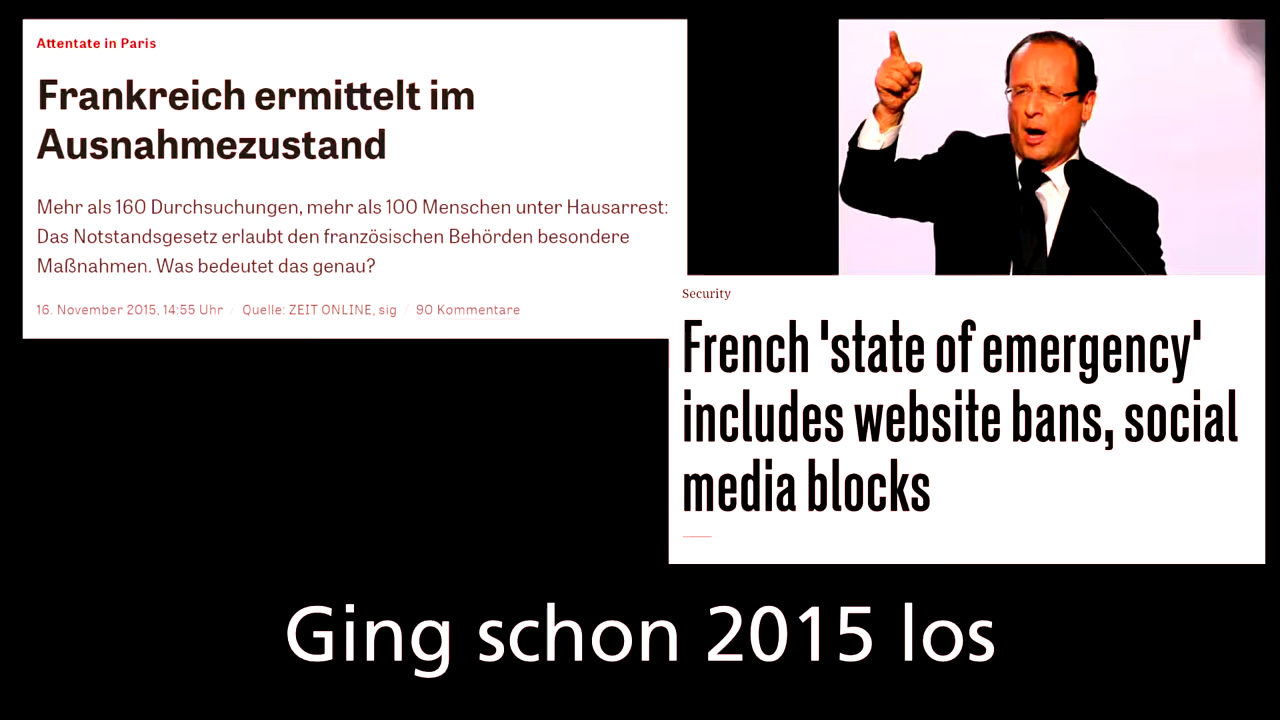 Attentate in Paris
Frankreich ermittelt im
Ausnahmezustand
Mehr als 160 Durchsuchungen, mehr als 100 Menschen unter Hausarrest:
Das Notstandsgesetz erlaubt den französischen Behörden besondere
Maßnahmen. Was bedeutet das genau?
16. November 2015, 14:55 Uhr / Quelle: ZEIT ONLINE, sig / 90 Kommentare
Security
French 'state of emergency'
includes website bans, social
media blocks
Ging schon 2015 los